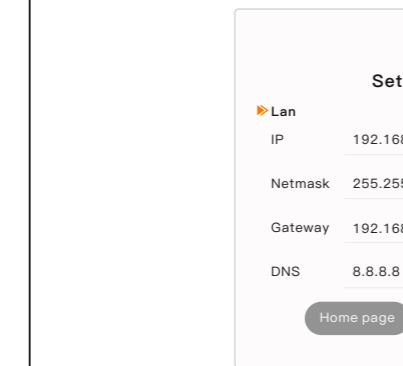 Set
Lan
IP 192.168
Netmask 255.255
Gateway 192.168
DNS 8.8.8.8
Home page